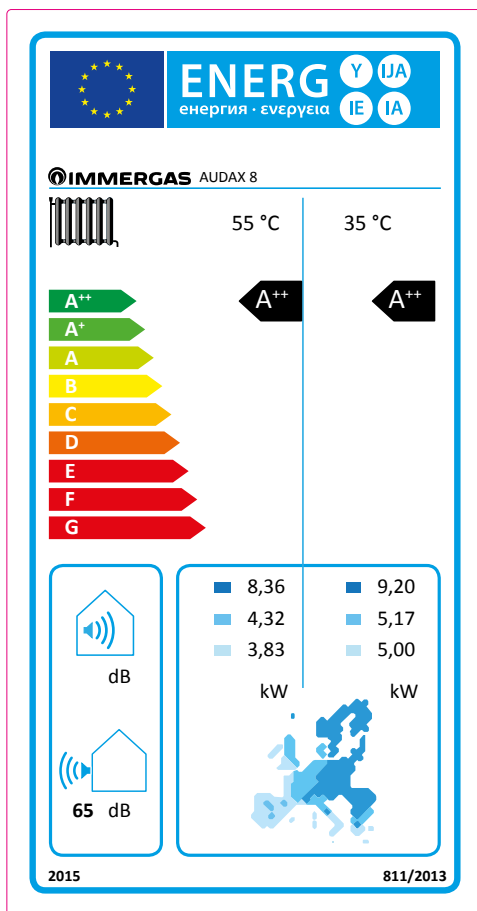 ENERG Y IJA
енергия · ενεργεια IE IA
IMMERGAS AUDAX 8
55 °C 35 °C
A++ A++ A++
A+
A
B
C
D
E
F
G
8,36 9,20
4,32 5,17
3,83 5,00
kW kW
dB
65 dB
2015 811/2013